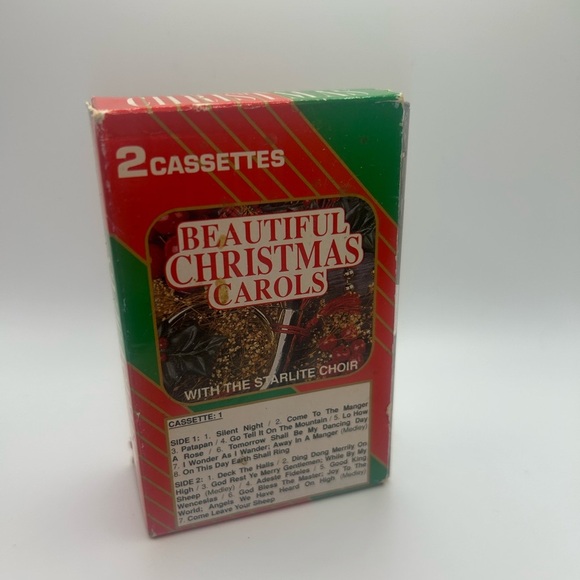 CHRISTMAS
2 CASSETTES
BEAUTIFUL
CHRISTMAS
CAROLS
WITH THE STARLITE CHOIR
CASSETTE: 1
SIDE 1: 1. Silent Night / 2. Come To The Manger
3. Patapan / 4. Go Tell It On The Mountain / 5. Lo How
A Rose / 6. Tomorrow Shall Be My Dancing Day
7. I Wonder As I Wander; Away In A Manger (Medley)
8. On This Day Earth Shall Ring
SIDE 2: 1. Deck The Halls / 2. Ding Dong Merrily On
High / 3. God Rest Ye Merry Gentlemen; While By My
Sheep (Medley) / 4. Adeste Fideles / 5. Good King
Wenceslas / 6. God Bless The Master; Joy To The
World; Angels We Have Heard On High (Medley)
7. Come Leave Your Sheep